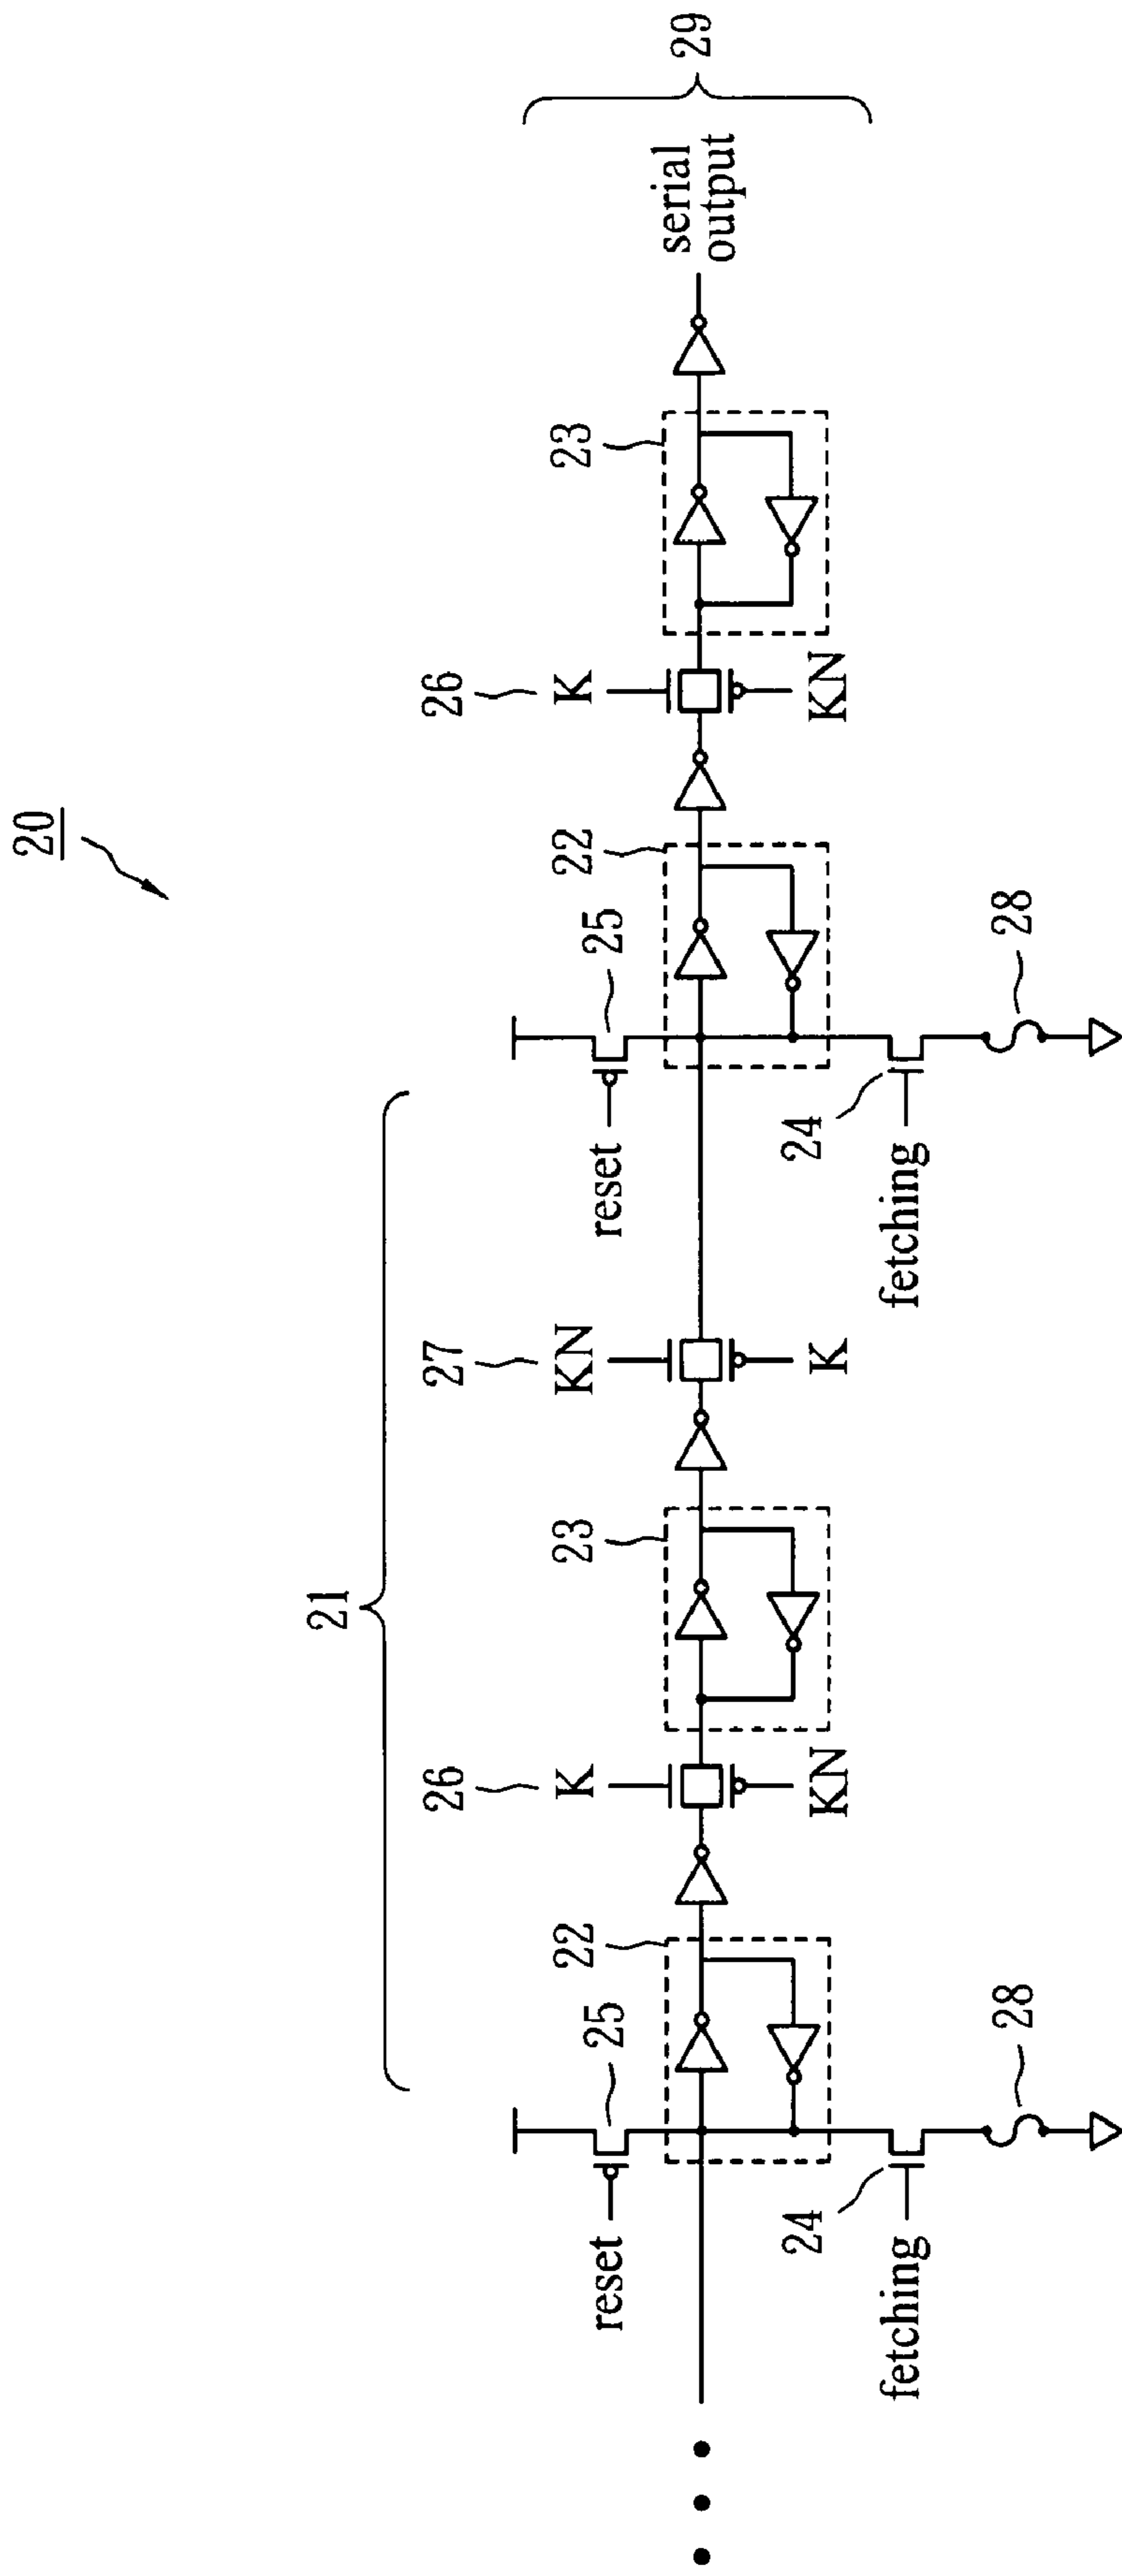 20
21
25
reset
22
26
K
KN
23
27
KN
K
25
reset
22
26
K
KN
23
serial
output
29
24
fetching
28
24
fetching
28